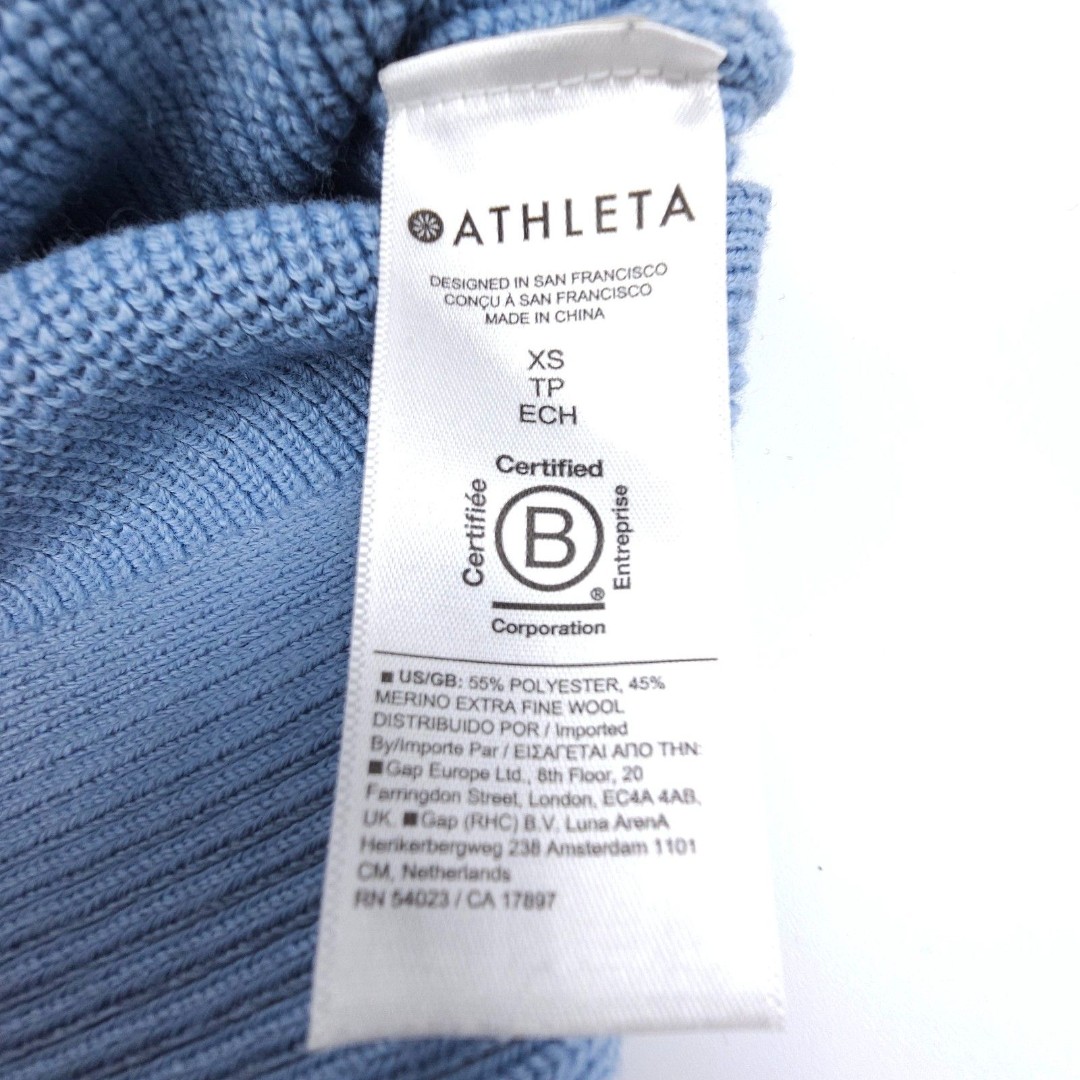 ATHLETA
DESIGNED IN SAN FRANCISCO
CONÇU À SAN FRANCISCO
MADE IN CHINA
XS
TP
ECH
Certified
Certifiée
B
Entreprise
®
Corporation
■ US/GB: 55% POLYESTER, 45%
MERINO EXTRA FINE WOOL
DISTRIBUIDO POR / Imported
By/Importe Par / ΕΙΣΑΓΕΤΑΙ ΑΠΟ ΤΗΝ:
■Gap Europe Ltd., 8th Floor, 20
Farringdon Street, London, EC4A 4AB,
UK. ■Gap (RHC) B.V. Luna ArenA
Herikerbergweg 238 Amsterdam 1101
CM, Netherlands
RN 54023 / CA 17897